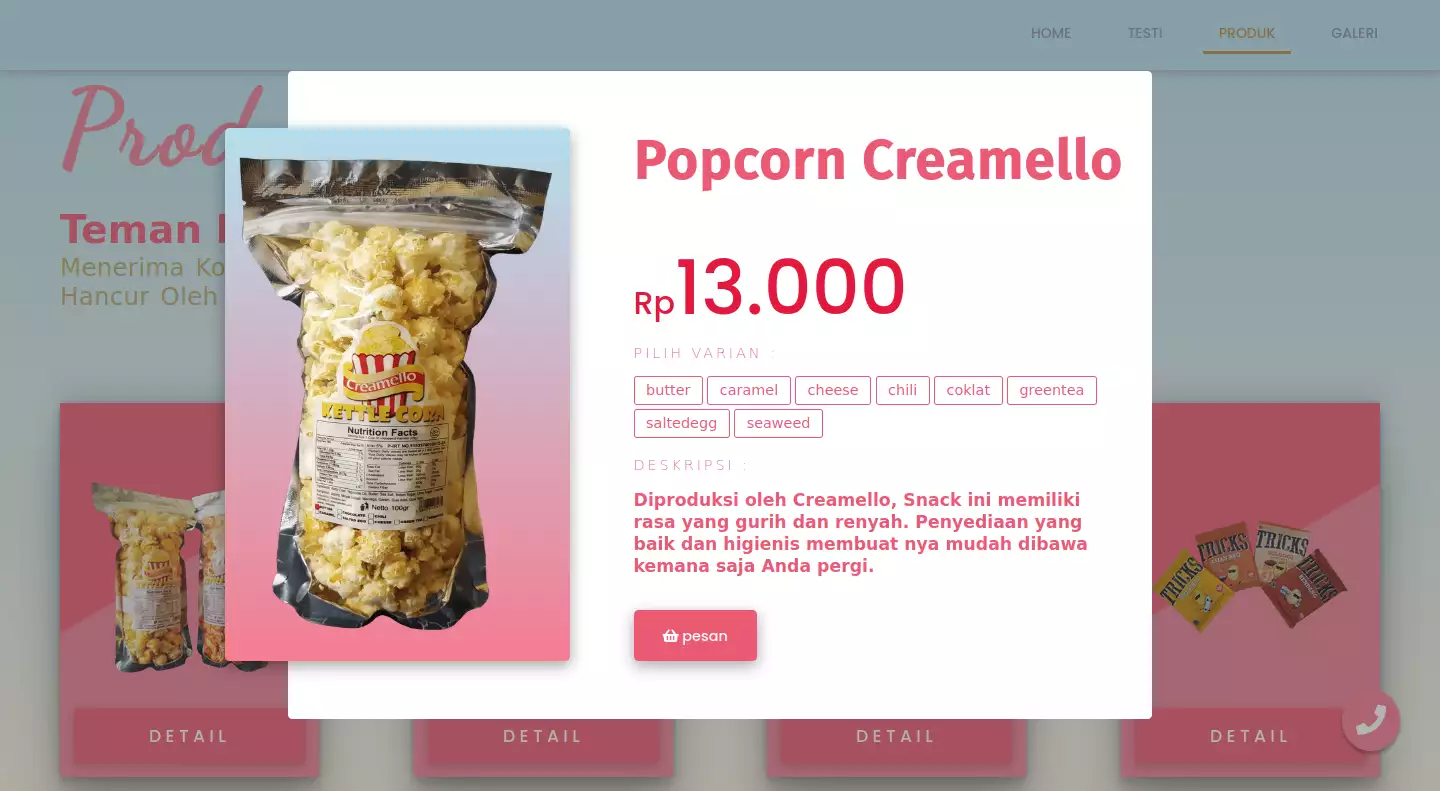 HOME
TESTI
PRODUK
GALERI
Prod
Teman
Menerima Ko
Hancur Oleh
Popcorn Creamello
Rp13.000
PILIH VARIAN :
butter
caramel
cheese
chili
coklat
greentea
saltedegg
seaweed
DESKRIPSI :
Diproduksi oleh Creamello, Snack ini memiliki
rasa yang gurih dan renyah. Penyediaan yang
baik dan higienis membuat nya mudah dibawa
kemana saja Anda pergi.
pesan
Creamello
KETTLE CORN
Nutrition Facts
Netto 100gr
TRICKS
TRICKS
TRICKS
TRICKS
DETAIL
DETAIL
DETAIL
DETAIL